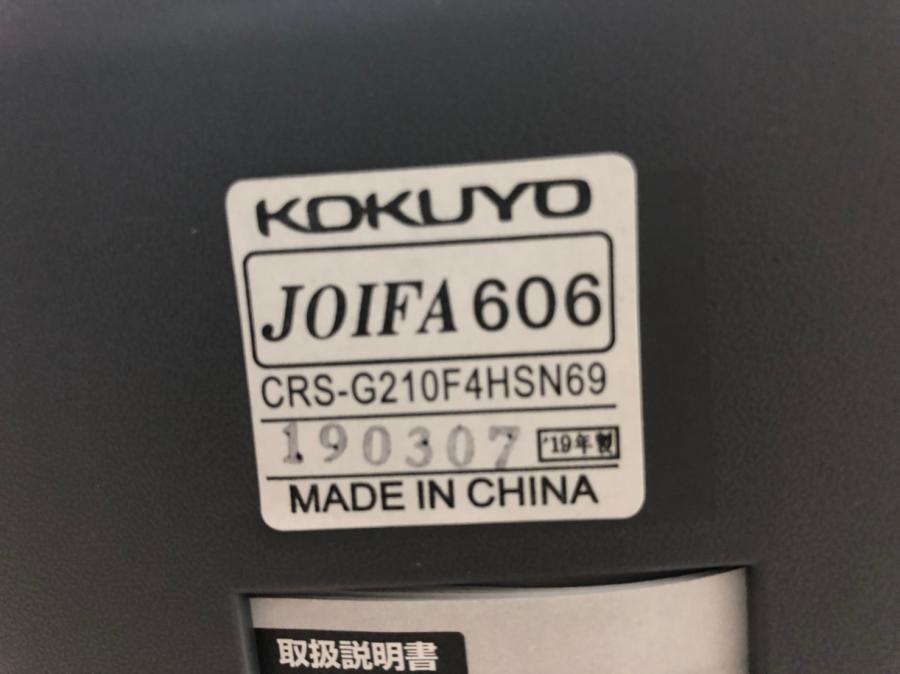 KOKUYO
JOIFA 606
CRS-G210F4HSN69
190307 '19年製
MADE IN CHINA
取扱説明書